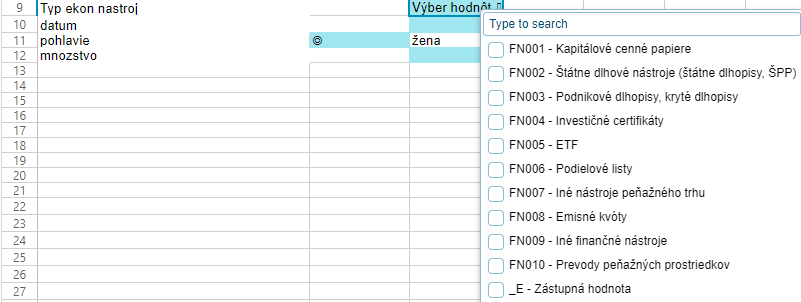 9 Typ ekon nastroj Výber hodnôt
Type to search
10 datum
11 pohlavie © žena
12 mnozstvo
13
14
15
16
17
18
19
20
21
22
23
24
25
26
27
FN001 - Kapitálové cenné papiere
FN002 - Štátne dlhové nástroje (štátne dlhopisy, ŠPP)
FN003 - Podnikové dlhopisy, kryté dlhopisy
FN004 - Investičné certifikáty
FN005 - ETF
FN006 - Podielové listy
FN007 - Iné nástroje peňažného trhu
FN008 - Emisné kvóty
FN009 - Iné finančné nástroje
FN010 - Prevody peňažných prostriedkov
_E - Zástupná hodnota